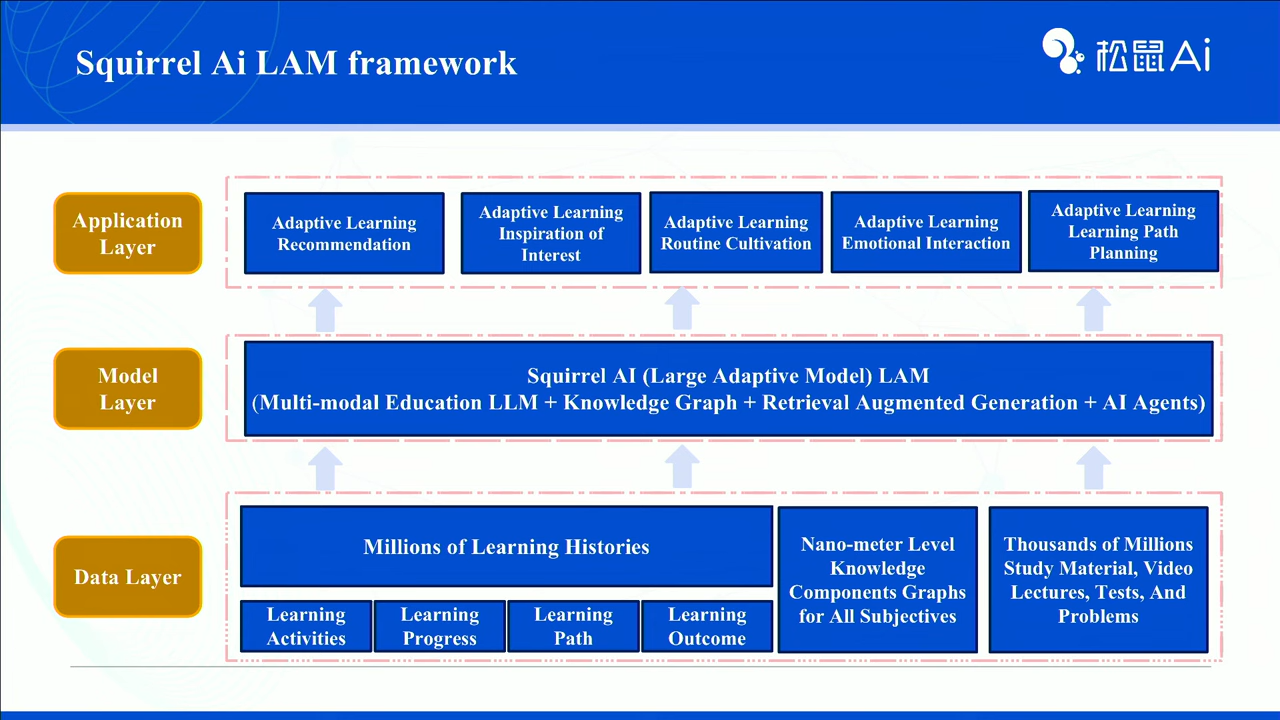 Squirrel Ai LAM framework
松鼠Ai
Application
Layer
Adaptive Learning
Recommendation
Adaptive Learning
Inspiration of
Interest
Adaptive Learning
Routine Cultivation
Adaptive Learning
Emotional Interaction
Adaptive Learning
Learning Path
Planning
Model
Layer
Squirrel AI (Large Adaptive Model) LAM
(Multi-modal Education LLM + Knowledge Graph + Retrieval Augmented Generation + AI Agents)
Data Layer
Millions of Learning Histories
Learning
Activities
Learning
Progress
Learning
Path
Learning
Outcome
Nano-meter Level
Knowledge
Components Graphs
for All Subjectives
Thousands of Millions
Study Material, Video
Lectures, Tests, And
Problems